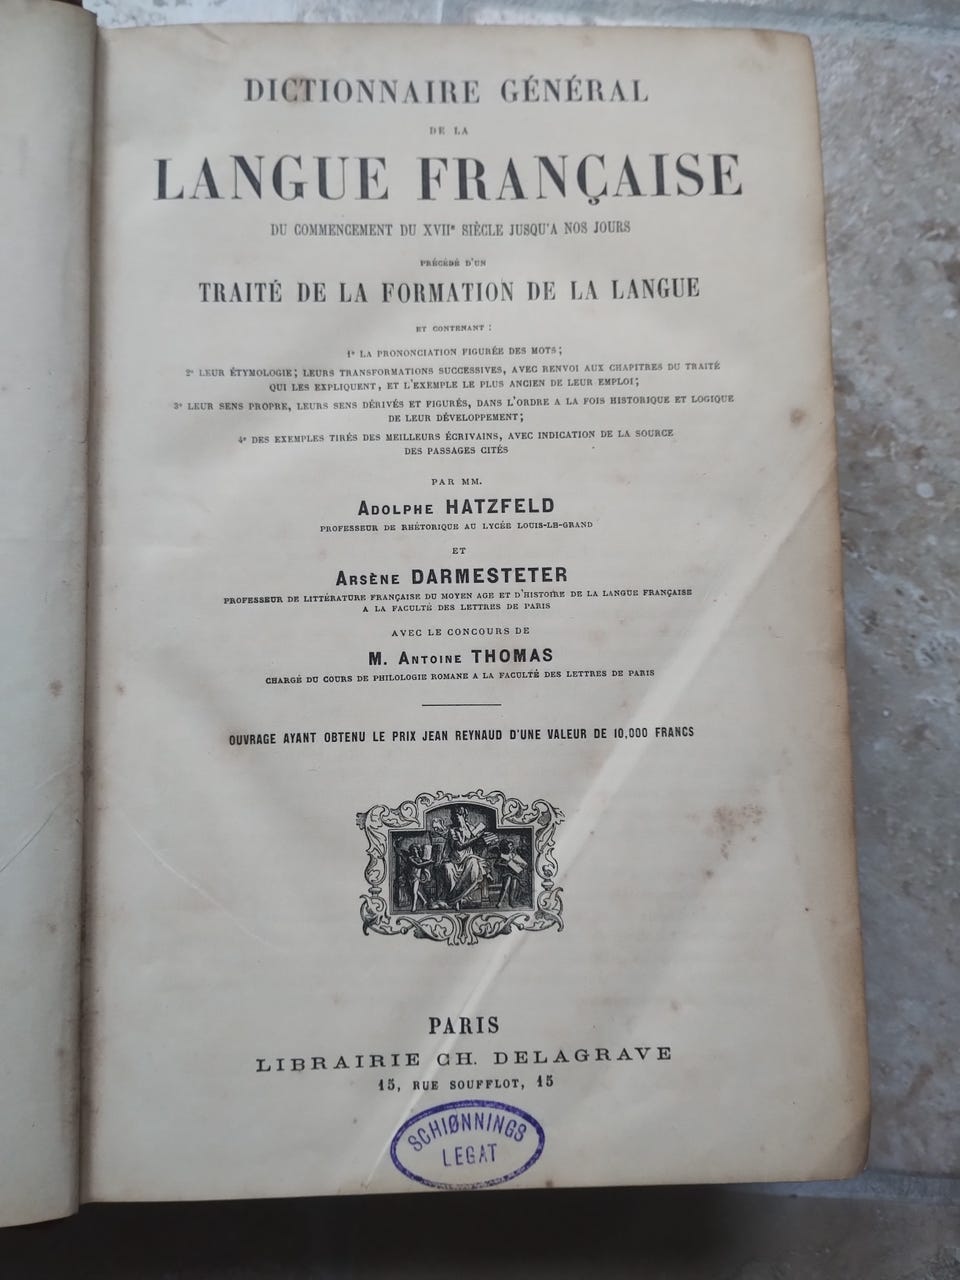 DICTIONNAIRE GÉNÉRAL
DE LA
LANGUE FRANÇAISE
DU COMMENCEMENT DU XVIIᵉ SIÈCLE JUSQU'A NOS JOURS
PRÉCÉDÉ D'UN
TRAITÉ DE LA FORMATION DE LA LANGUE
ET CONTENANT :
1° LA PRONONCIATION FIGURÉE DES MOTS ;
2° LEUR ÉTYMOLOGIE ; LEURS TRANSFORMATIONS SUCCESSIVES, AVEC RENVOI AUX CHAPITRES DU TRAITÉ
QUI LES EXPLIQUENT, ET L'EXEMPLE LE PLUS ANCIEN DE LEUR EMPLOI ;
3° LEUR SENS PROPRE, LEURS SENS DÉRIVÉS ET FIGURÉS, DANS L'ORDRE A LA FOIS HISTORIQUE ET LOGIQUE
DE LEUR DÉVELOPPEMENT ;
4° DES EXEMPLES TIRÉS DES MEILLEURS ÉCRIVAINS, AVEC INDICATION DE LA SOURCE
DES PASSAGES CITÉS
PAR MM.
ADOLPHE HATZFELD
PROFESSEUR DE RHÉTORIQUE AU LYCÉE LOUIS-LE-GRAND
ET
ARSÈNE DARMESTETER
PROFESSEUR DE LITTÉRATURE FRANÇAISE DU MOYEN AGE ET D'HISTOIRE DE LA LANGUE FRANÇAISE
A LA FACULTÉ DES LETTRES DE PARIS
AVEC LE CONCOURS DE
M. ANTOINE THOMAS
CHARGÉ DU COURS DE PHILOLOGIE ROMANE A LA FACULTÉ DES LETTRES DE PARIS
OUVRAGE AYANT OBTENU LE PRIX JEAN REYNAUD D'UNE VALEUR DE 10,000 FRANCS
PARIS
LIBRAIRIE CH. DELAGRAVE
15, RUE SOUFFLOT, 15
SCHIØNNINGS
LEGAT